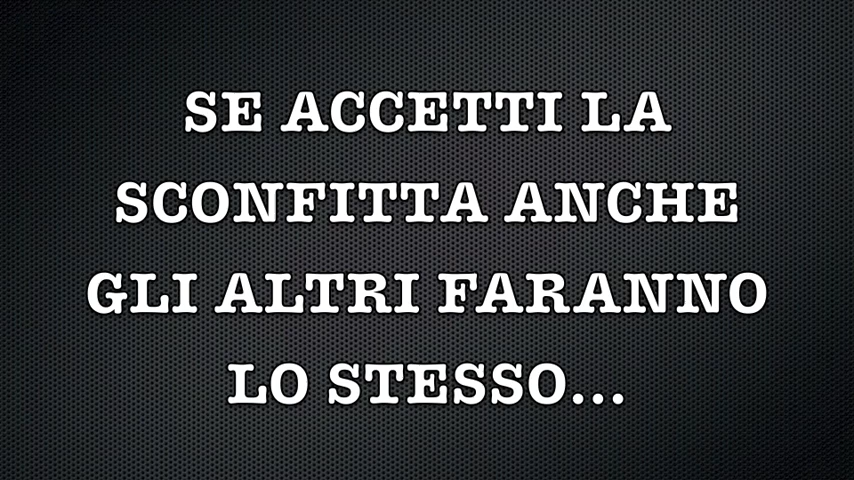 SE ACCETTI LA
SCONFITTA ANCHE
GLI ALTRI FARANNO
LO STESSO...